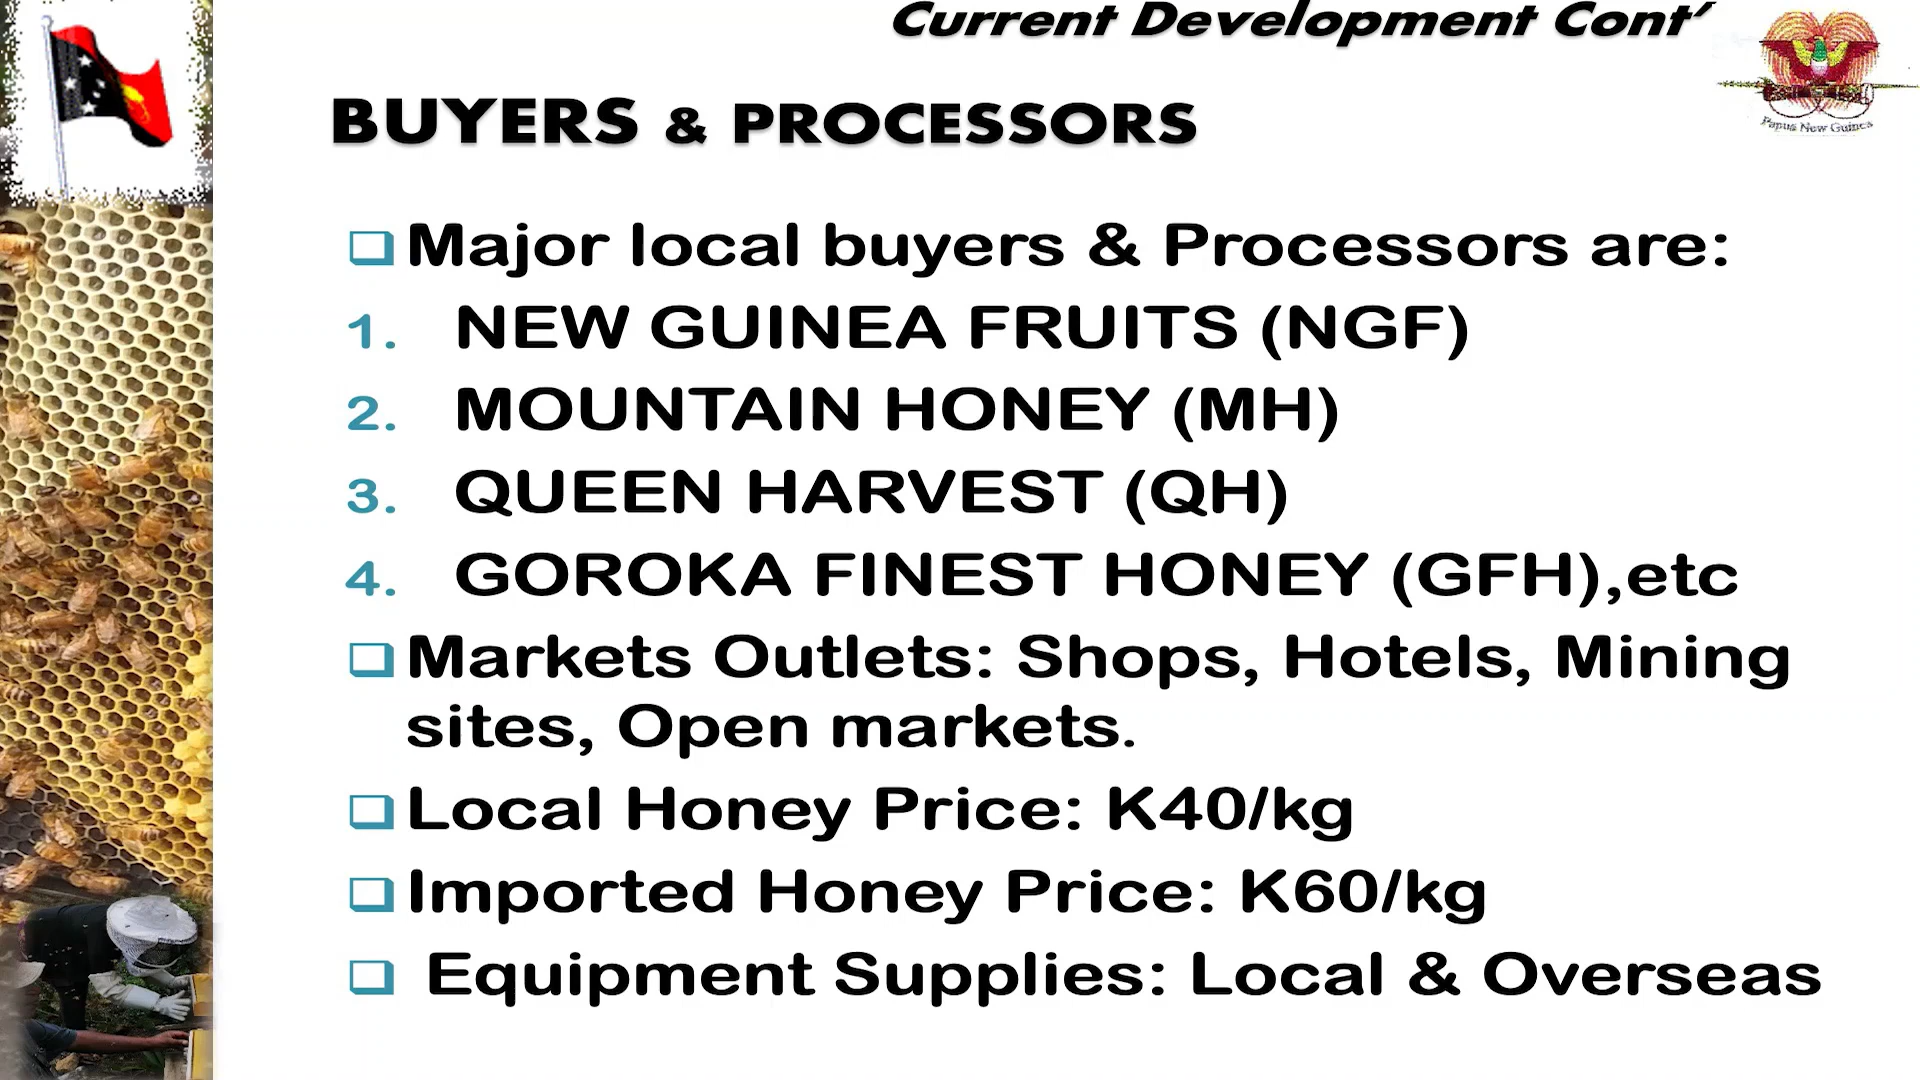 Current Development Cont'
Papua New Guinea
BUYERS & PROCESSORS
Major local buyers & Processors are:
1. NEW GUINEA FRUITS (NGF)
2. MOUNTAIN HONEY (MH)
3. QUEEN HARVEST (QH)
4. GOROKA FINEST HONEY (GFH),etc
Markets Outlets: Shops, Hotels, Mining
sites, Open markets.
Local Honey Price: K40/kg
Imported Honey Price: K60/kg
Equipment Supplies: Local & Overseas